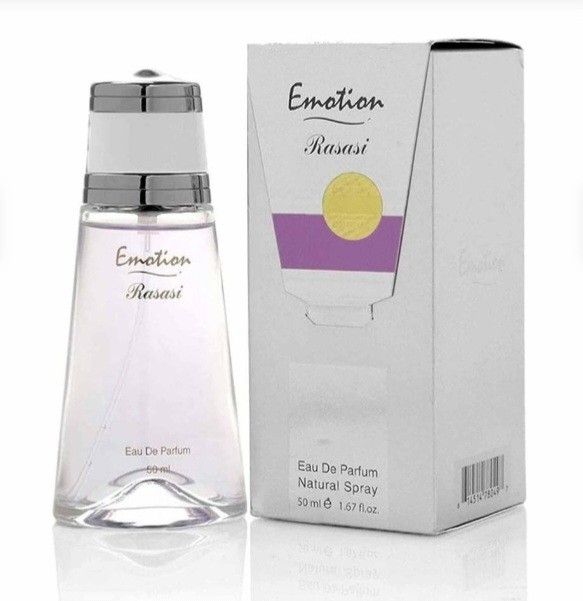 Emotion
Rasasi
Eau De Parfum
50 ml
Emotion
Rasasi
Eau De Parfum
Natural Spray
50 ml e 1.67 fl.oz.
Emotion